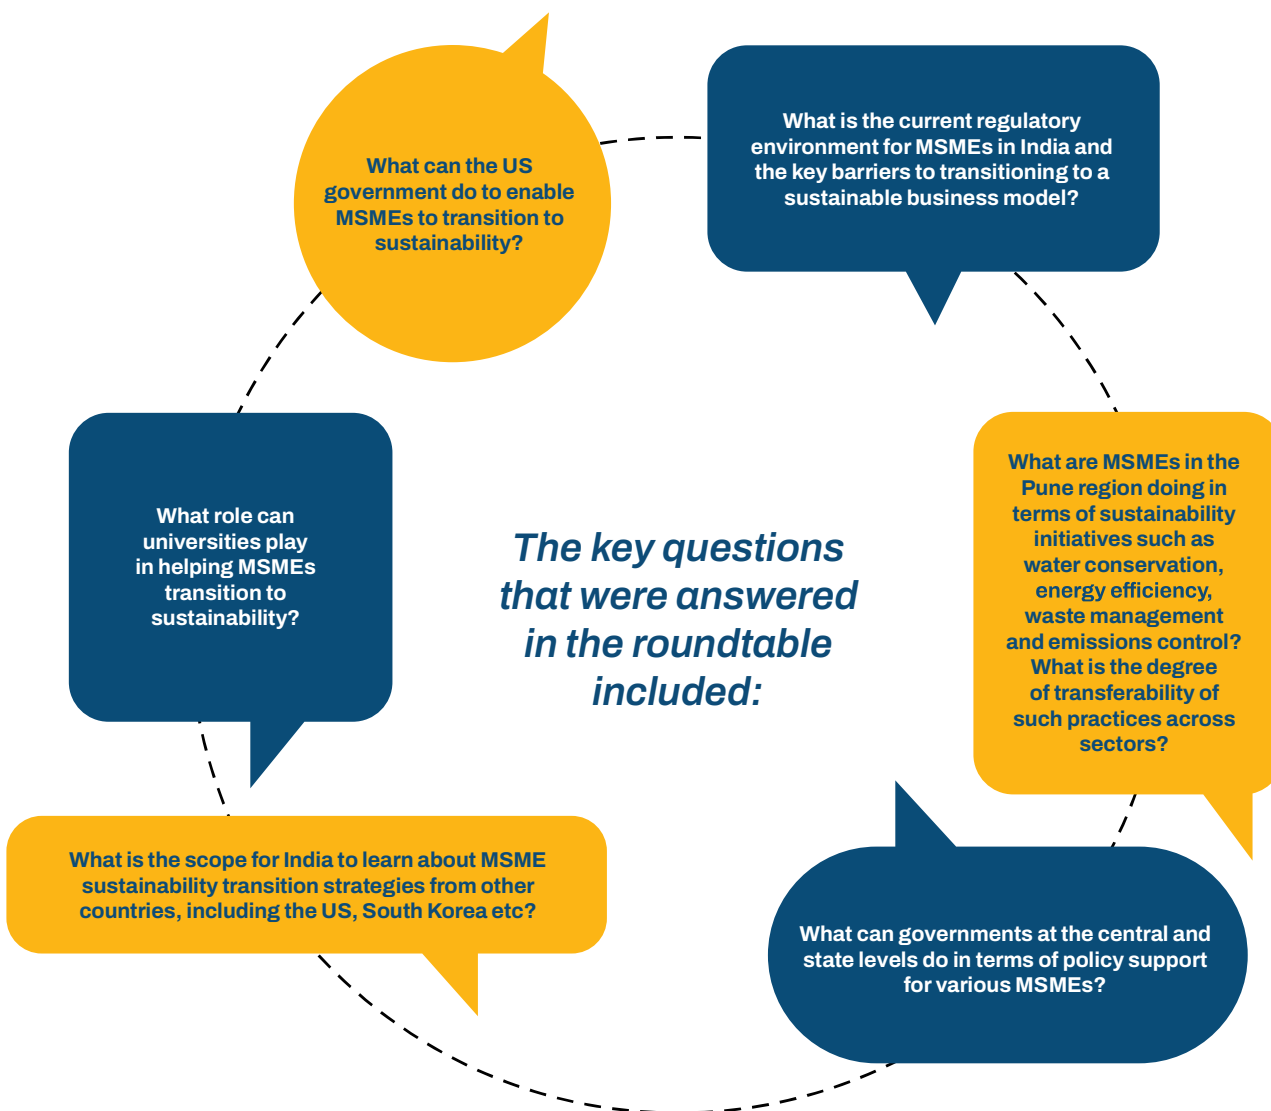 What can the US
government do to enable
MSMEs to transition to
sustainability?
What is the current regulatory
environment for MSMEs in India and
the key barriers to transitioning to a
sustainable business model?
What role can
universities play
in helping MSMEs
transition to
sustainability?
The key questions
that were answered
in the roundtable
included:
What are MSMEs in the
Pune region doing in
terms of sustainability
initiatives such as
water conservation,
energy efficiency,
waste management
and emissions control?
What is the degree
of transferability of
such practices across
sectors?
What is the scope for India to learn about MSME
sustainability transition strategies from other
countries, including the US, South Korea etc?
What can governments at the central and
state levels do in terms of policy support
for various MSMEs?